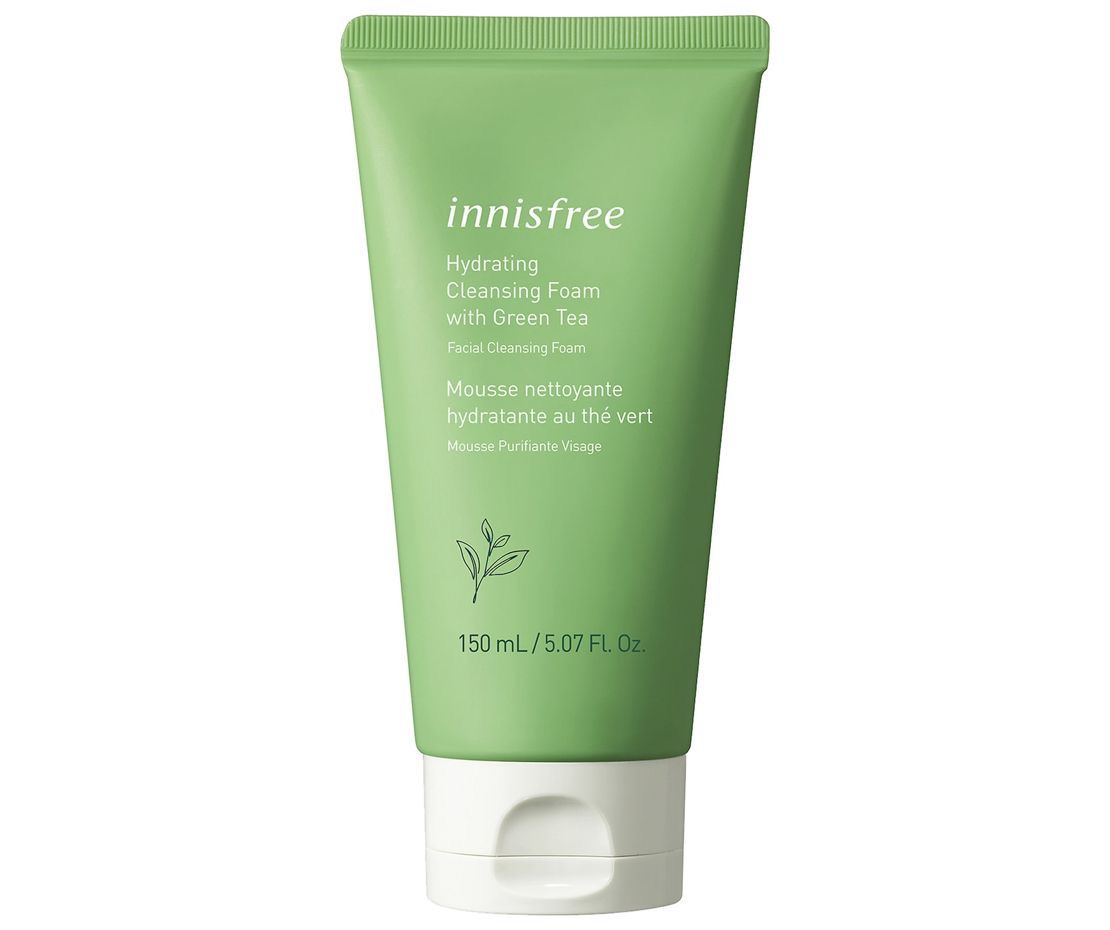 innisfree
Hydrating
Cleansing Foam
with Green Tea
Facial Cleansing Foam
Mousse nettoyante
hydratante au thé vert
Mousse Purifiante Visage
150 mL / 5.07 Fl. Oz.